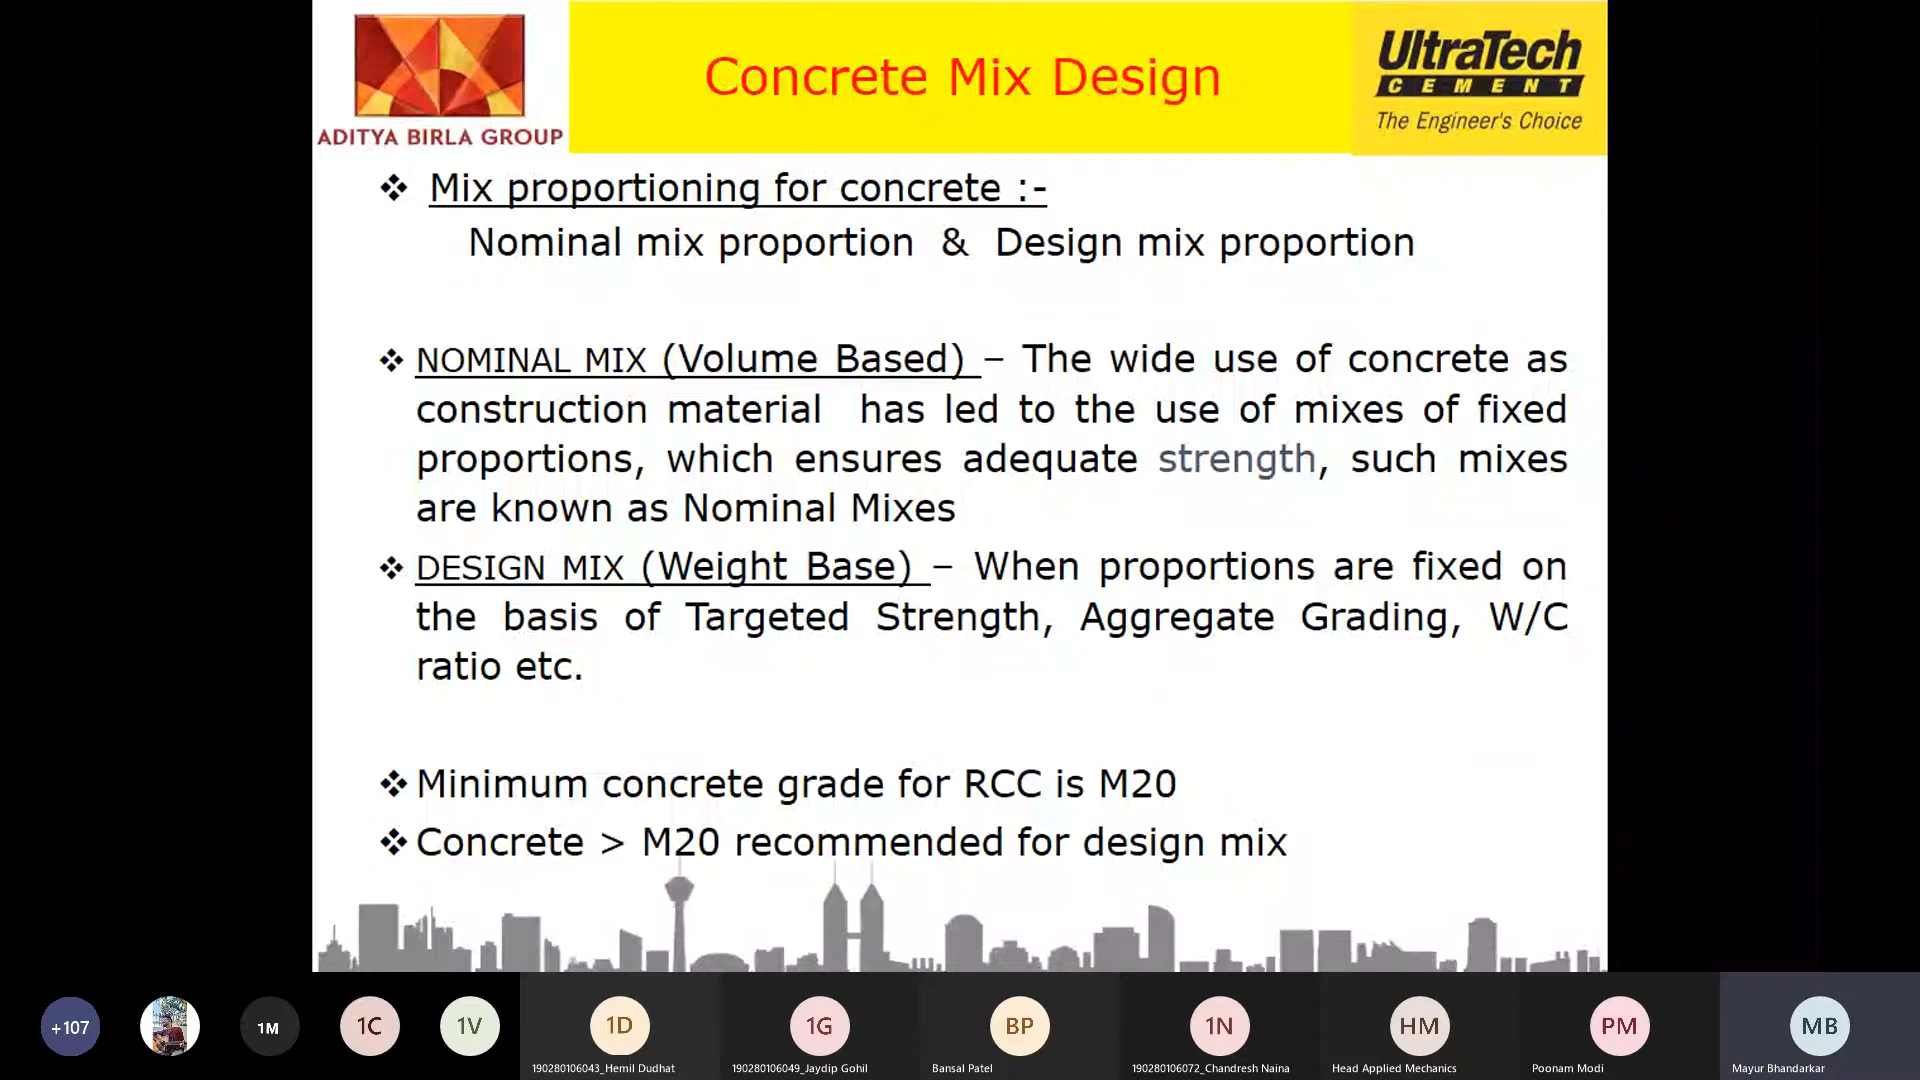 ADITYA BIRLA GROUP
Concrete Mix Design
UltraTech
CEMENT
The Engineer's Choice
❖ Mix proportioning for concrete :-
Nominal mix proportion & Design mix proportion
❖ NOMINAL MIX (Volume Based) – The wide use of concrete as
construction material has led to the use of mixes of fixed
proportions, which ensures adequate strength, such mixes
are known as Nominal Mixes
❖ DESIGN MIX (Weight Base) – When proportions are fixed on
the basis of Targeted Strength, Aggregate Grading, W/C
ratio etc.
❖ Minimum concrete grade for RCC is M20
❖ Concrete > M20 recommended for design mix
+107
1M
1C
1V
1D
1G
BP
1N
HM
PM
MB
190280106043_Hemil Dudhat
190280106049_Jaydip Gohil
Bansal Patel
190280106072_Chandresh Naina
Head Applied Mechanics
Poonam Modi
Mayur Bhandarkar